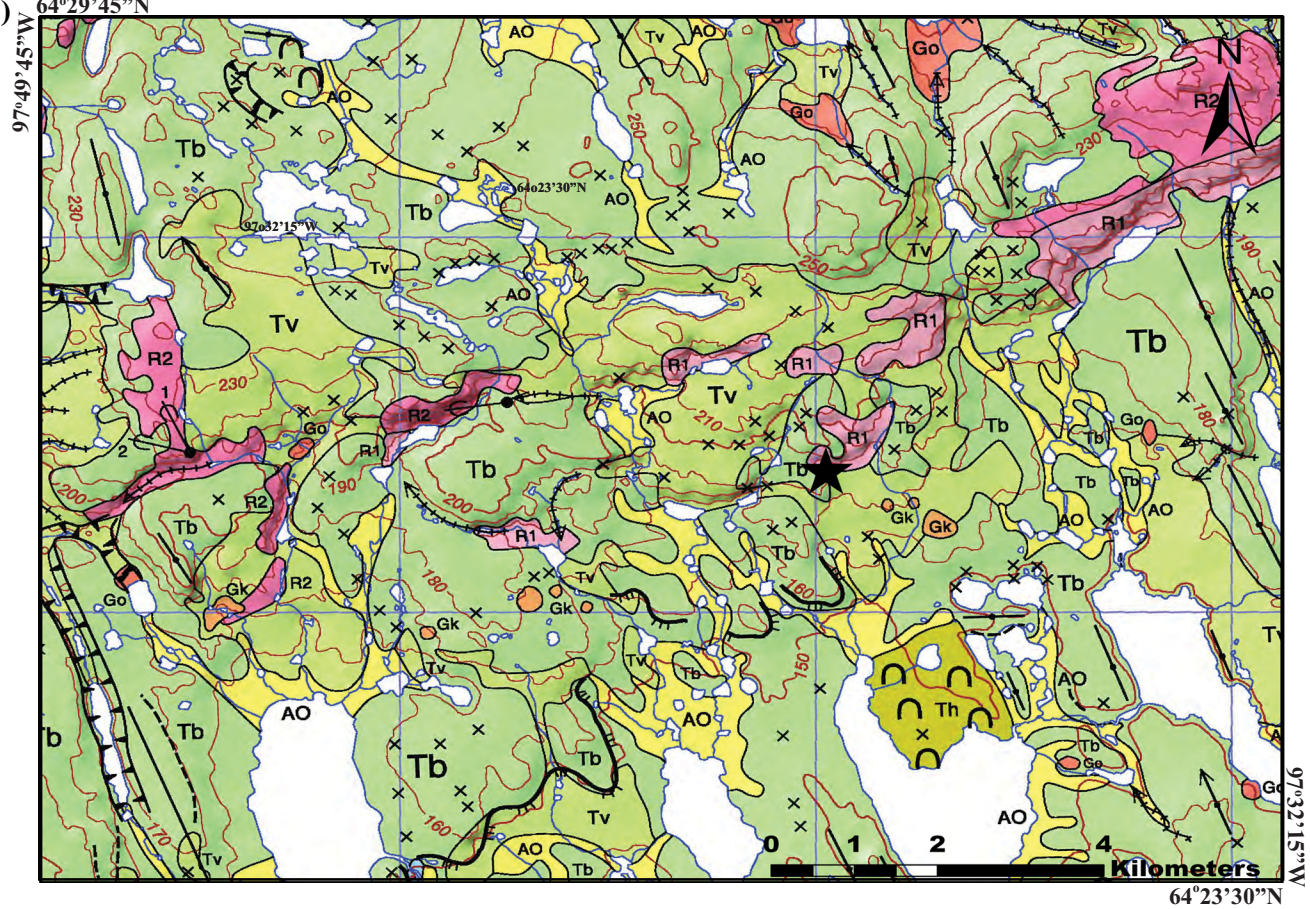 )
64°29'45"N
97°49'45"W
AO
Tv
AO
Go
Go
Tv
N
R2
AO
Tv
Go
250
Tb
AO
230
64o23'30"N
230
Tb
AO
R1
97o32'15"W
Tv
250
Tv
190
AO
AO
Tv
R1
Tb
R2
R1
R1
1
230
Tv
R2
AO
210
Tb
180
Go
Tb
Go
R1
Tb
R1
2
Tb
Tb
200
R2
190
Tb
Tb
200
Gk
Gk
AO
AO
Tb
R1
Tb
180
Tv
Tb
Go
Gk
R2
160
Gk
Gk
Tv
150
Tv
Tv
Tb
AO
AO
AO
Th
Tb
Tb
Tb
Tb
Tb
Tb
Go
Go
AO
160
Tv
170
Tv
AO
Tb
0 1 2 4
Kilometers
97°32'15"W
64°23'30"N